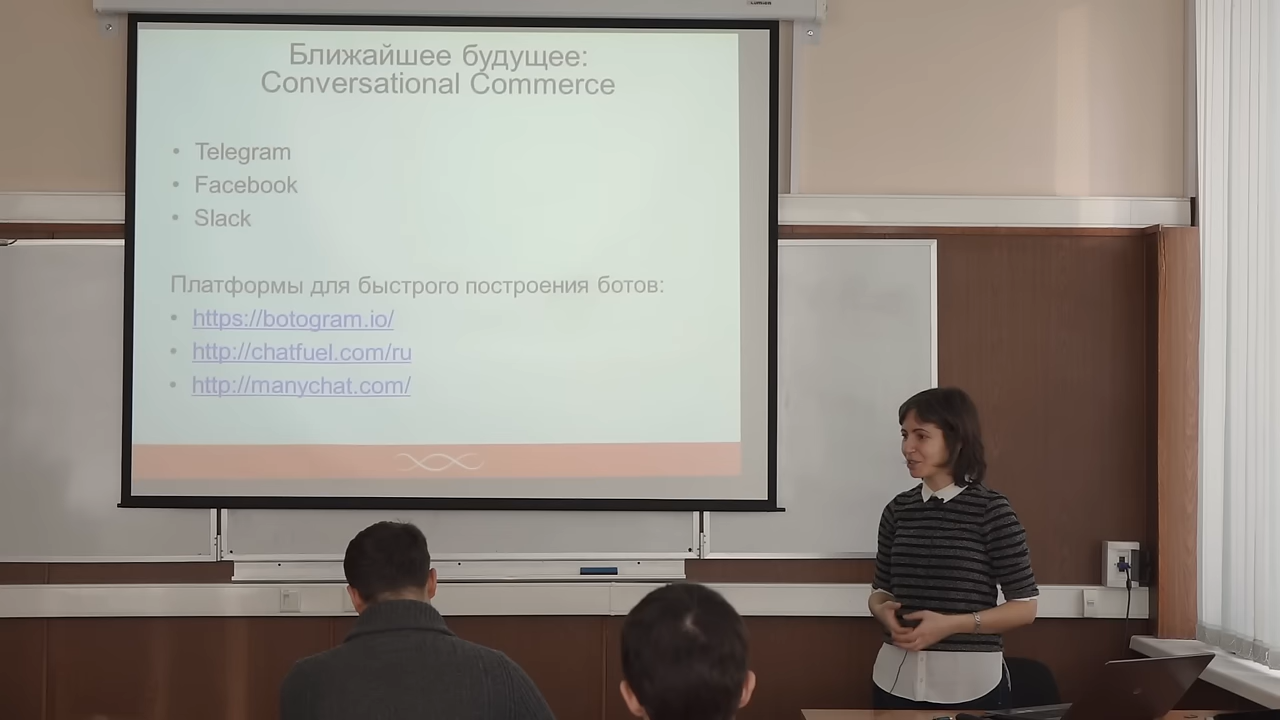 Ближайшее будущее:
Conversational Commerce
• Telegram
• Facebook
• Slack
Платформы для быстрого построения ботов:
• https://botogram.io/
• http://chatfuel.com/ru
• http://manychat.com/